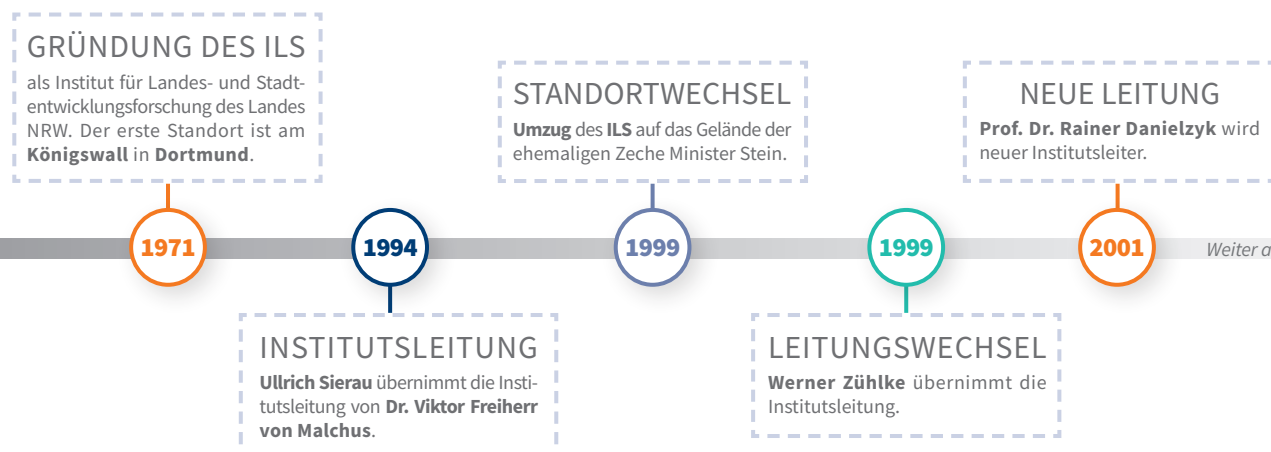 GRÜNDUNG DES ILS
als Institut für Landes- und Stadt-
entwicklungsforschung des Landes
NRW. Der erste Standort ist am
Königswall in Dortmund.
1971
1994
INSTITUTSLEITUNG
Ullrich Sierau übernimmt die Insti-
tutsleitung von Dr. Viktor Freiherr
von Malchus.
STANDORTWECHSEL
Umzug des ILS auf das Gelände der
ehemaligen Zeche Minister Stein.
1999
1999
LEITUNGSWECHSEL
Werner Zühlke übernimmt die
Institutsleitung.
NEUE LEITUNG
Prof. Dr. Rainer Danielzyk wird
neuer Institutsleiter.
2001
Weiter a